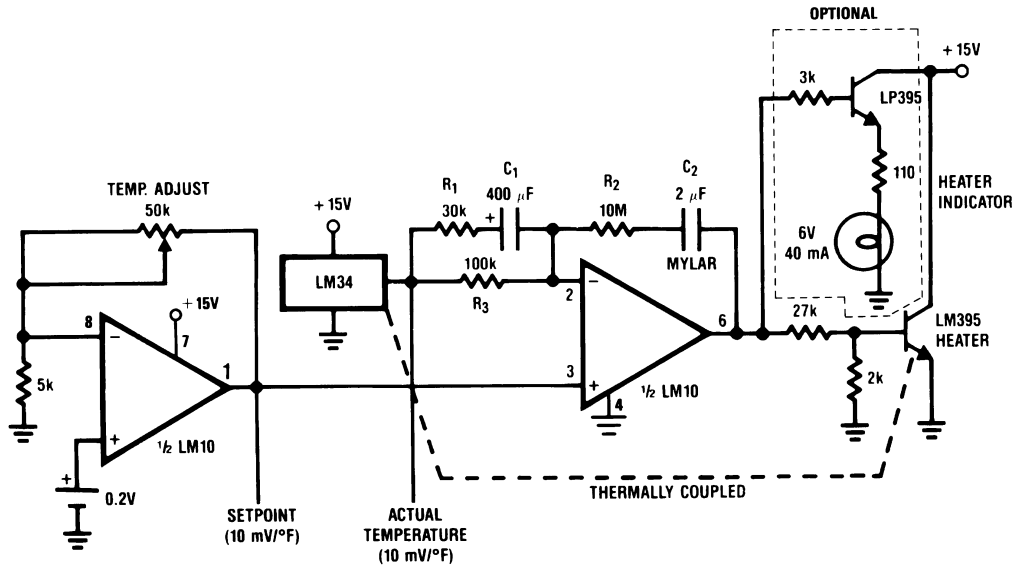 OPTIONAL
+ 15V
3k
LP395
110
HEATER
INDICATOR
6V
40 mA
TEMP. ADJUST
50k
+ 15V
R1
30k
C1
400 µF
+
R2
10M
C2
2 µF
MYLAR
LM34
100k
R3
+ 15V
8
7
−
1
5k
+
½ LM10
+
0.2V
2
−
6
3
+
4
½ LM10
27k
2k
LM395
HEATER
THERMALLY COUPLED
SETPOINT
(10 mV/°F)
ACTUAL
TEMPERATURE
(10 mV/°F)